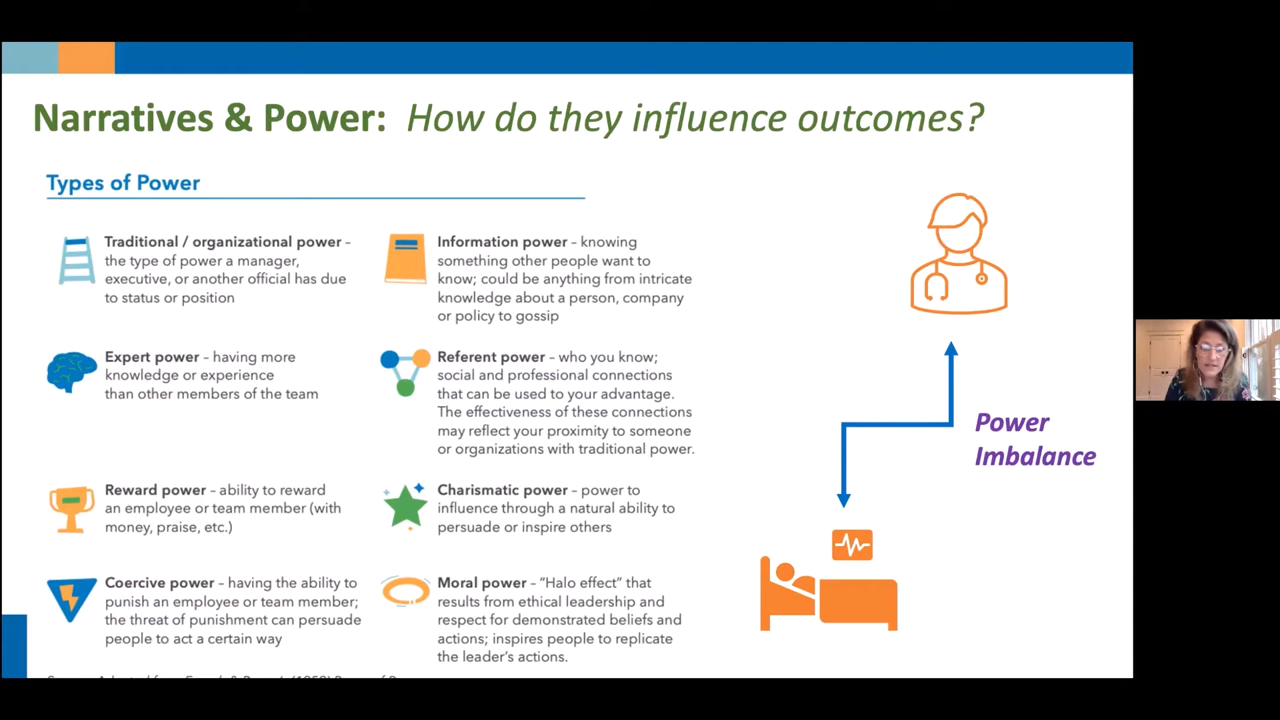 Narratives & Power: How do they influence outcomes?
Types of Power
Traditional / organizational power –
the type of power a manager,
executive, or another official has due
to status or position
Expert power – having more
knowledge or experience
than other members of the team
Reward power – ability to reward
an employee or team member (with
money, praise, etc.)
Coercive power – having the ability to
punish an employee or team member;
the threat of punishment can persuade
people to act a certain way
Information power – knowing
something other people want to
know; could be anything from intricate
knowledge about a person, company
or policy to gossip
Referent power – who you know;
social and professional connections
that can be used to your advantage.
The effectiveness of these connections
may reflect your proximity to someone
or organizations with traditional power.
Charismatic power – power to
influence through a natural ability to
persuade or inspire others
Moral power – “Halo effect” that
results from ethical leadership and
respect for demonstrated beliefs and
actions; inspires people to replicate
the leader’s actions.
Power
Imbalance